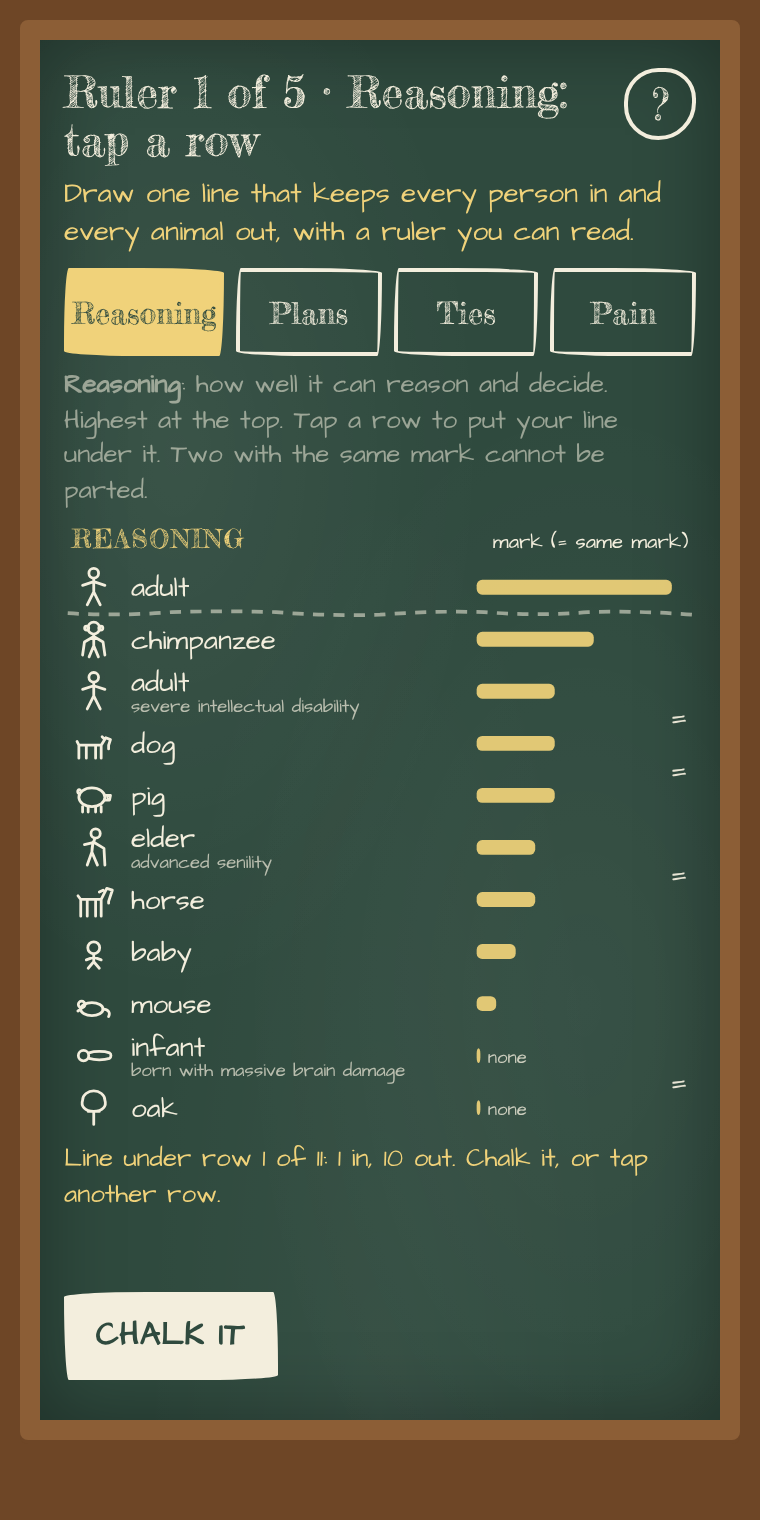 Ruler 1 of 5 · Reasoning:
tap a row
?
Draw one line that keeps every person in and
every animal out, with a ruler you can read.
Reasoning
Plans
Ties
Pain
Reasoning: how well it can reason and decide.
Highest at the top. Tap a row to put your line
under it. Two with the same mark cannot be
parted.
REASONING
mark (= same mark)
adult
chimpanzee
adult
severe intellectual disability
=
dog
=
pig
elder
advanced senility
=
horse
baby
mouse
infant
born with massive brain damage
none
=
oak
none
Line under row 1 of 11: 1 in, 10 out. Chalk it, or tap
another row.
CHALK IT